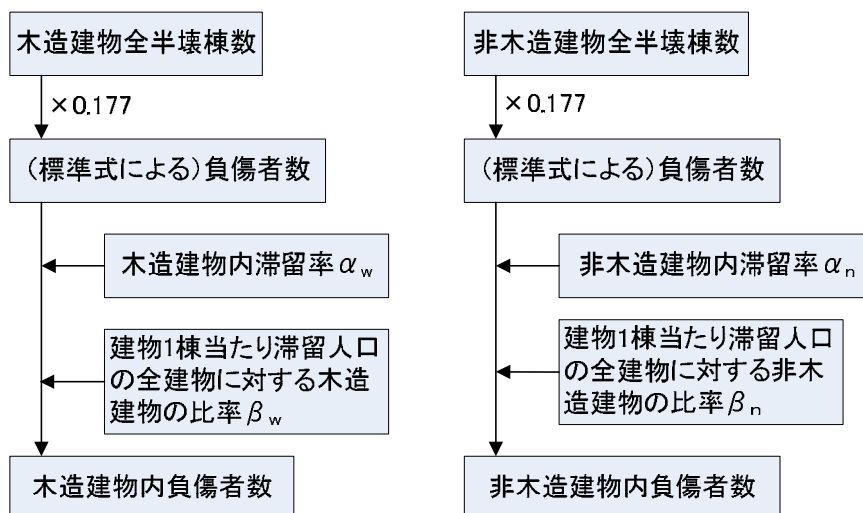 木造建物全半壊棟数
×0.177
(標準式による)負傷者数
木造建物内滞留率αw
建物1棟当たり滞留人口
の全建物に対する木造
建物の比率βw
木造建物内負傷者数
非木造建物全半壊棟数
×0.177
(標準式による)負傷者数
非木造建物内滞留率αn
建物1棟当たり滞留人口
の全建物に対する非木
造建物の比率βn
非木造建物内負傷者数